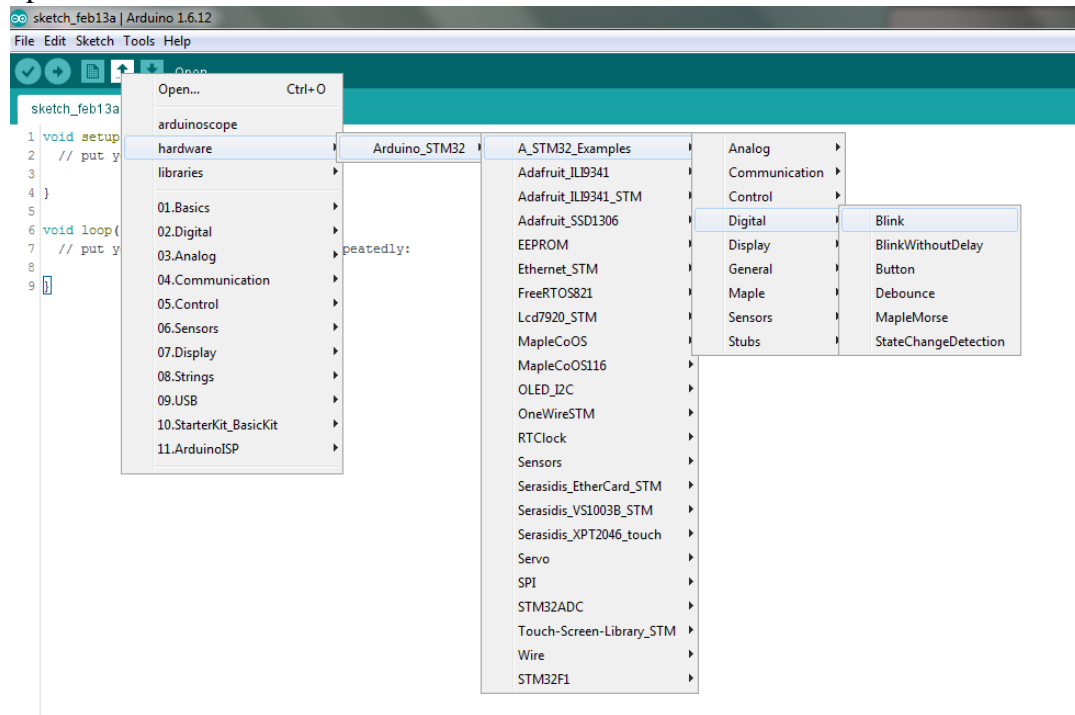 sketch_feb13a | Arduino 1.6.12
File Edit Sketch Tools Help
Open
sketch_feb13a
1 void setup
2 // put y
3
4 }
5
6 void loop(
7 // put y peatedly:
8
9 }
Open... Ctrl+O
arduinoscope
hardware
libraries
01.Basics
02.Digital
03.Analog
04.Communication
05.Control
06.Sensors
07.Display
08.Strings
09.USB
10.StarterKit_BasicKit
11.ArduinoISP
Arduino_STM32
A_STM32_Examples
Adafruit_ILI9341
Adafruit_ILI9341_STM
Adafruit_SSD1306
EEPROM
Ethernet_STM
FreeRTOS821
Lcd7920_STM
MapleCoOS
MapleCoOS116
OLED_I2C
OneWireSTM
RTClock
Sensors
Serasidis_EtherCard_STM
Serasidis_VS1003B_STM
Serasidis_XPT2046_touch
Servo
SPI
STM32ADC
Touch-Screen-Library_STM
Wire
STM32F1
Analog
Communication
Control
Digital
Display
General
Maple
Sensors
Stubs
Blink
BlinkWithoutDelay
Button
Debounce
MapleMorse
StateChangeDetection